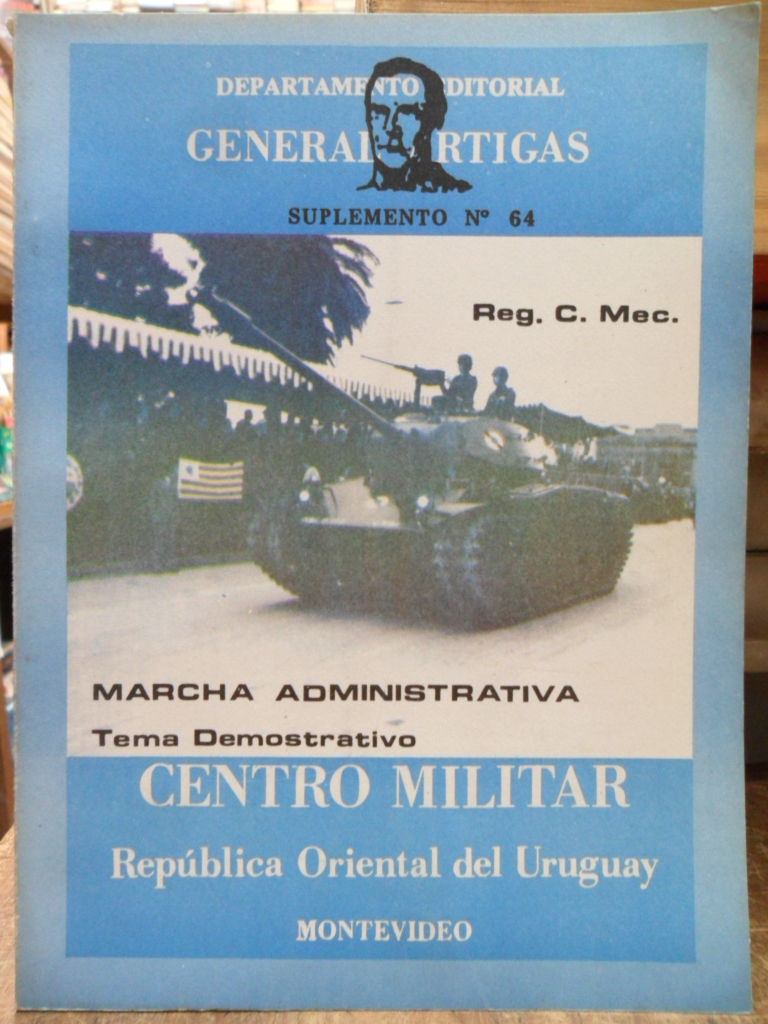 DEPARTAMENTO EDITORIAL
GENERAL ARTIGAS
SUPLEMENTO Nº 64
Reg. C. Mec.
MARCHA ADMINISTRATIVA
Tema Demostrativo
CENTRO MILITAR
República Oriental del Uruguay
MONTEVIDEO